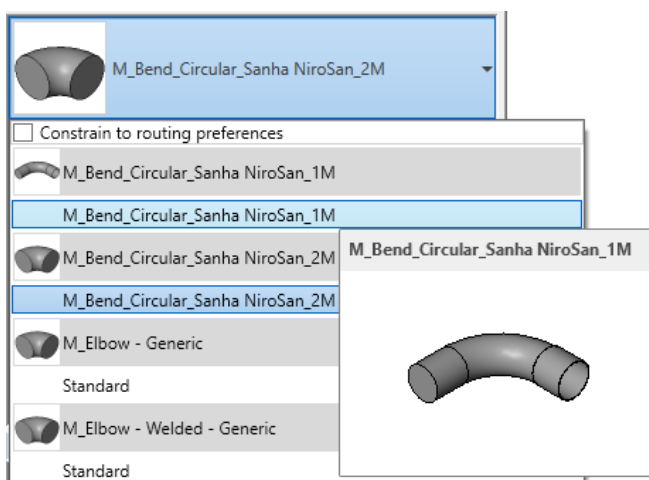 M_Bend_Circular_Sanha NiroSan_2M
Constrain to routing preferences
M_Bend_Circular_Sanha NiroSan_1M
M_Bend_Circular_Sanha NiroSan_1M
M_Bend_Circular_Sanha NiroSan_2M
M_Bend_Circular_Sanha NiroSan_1M
M_Bend_Circular_Sanha NiroSan_2M
M_Elbow - Generic
Standard
M_Elbow - Welded - Generic
Standard